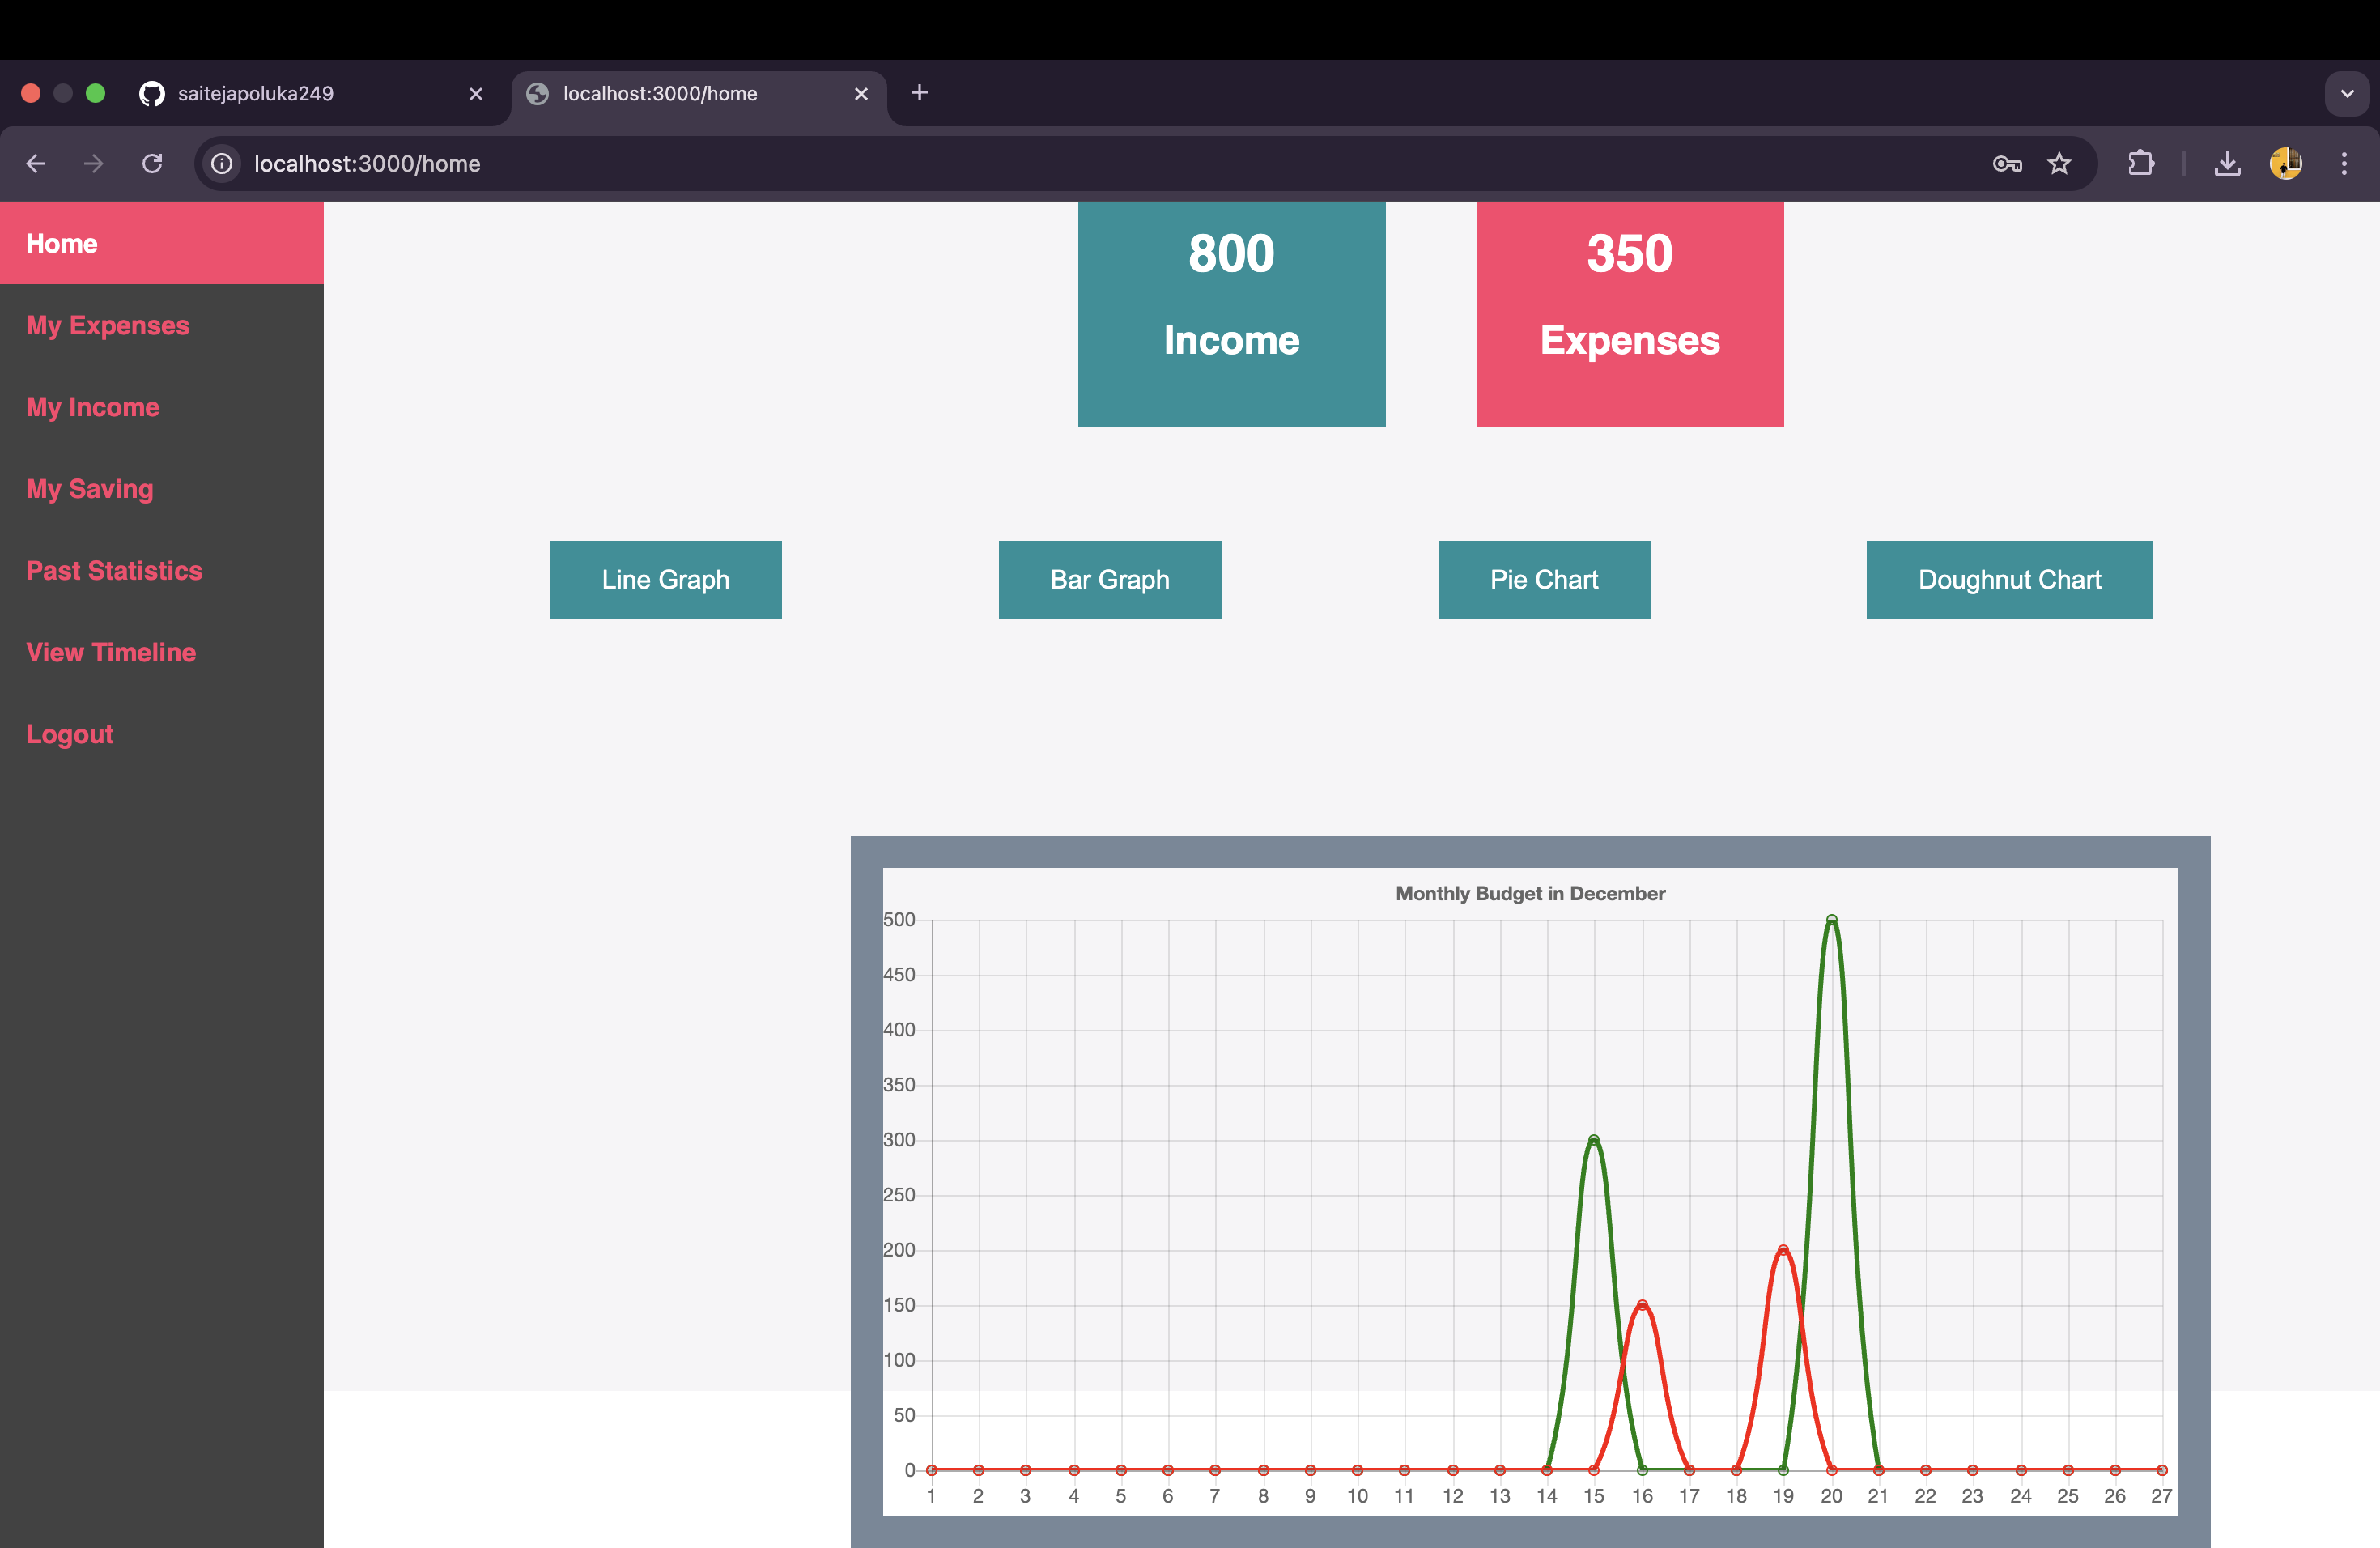 saitejapoluka249
localhost:3000/home
localhost:3000/home
Home
My Expenses
My Income
My Saving
Past Statistics
View Timeline
Logout
800
Income
350
Expenses
Line Graph
Bar Graph
Pie Chart
Doughnut Chart
Monthly Budget in December
500
450
400
350
300
250
200
150
100
50
0
1 2 3 4 5 6 7 8 9 10 11 12 13 14 15 16 17 18 19 20 21 22 23 24 25 26 27